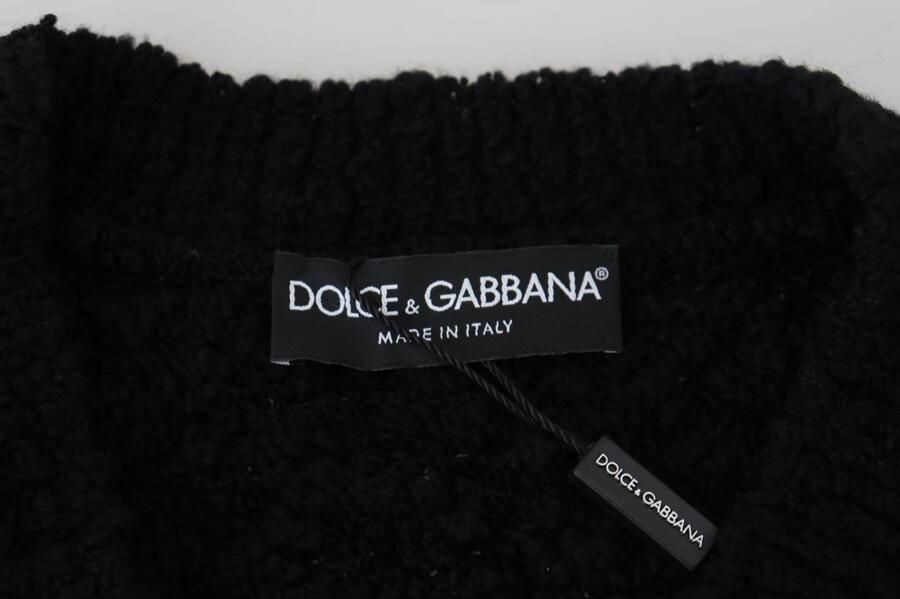 DOLCE & GABBANA®
MADE IN ITALY
DOLCE & GABBANA